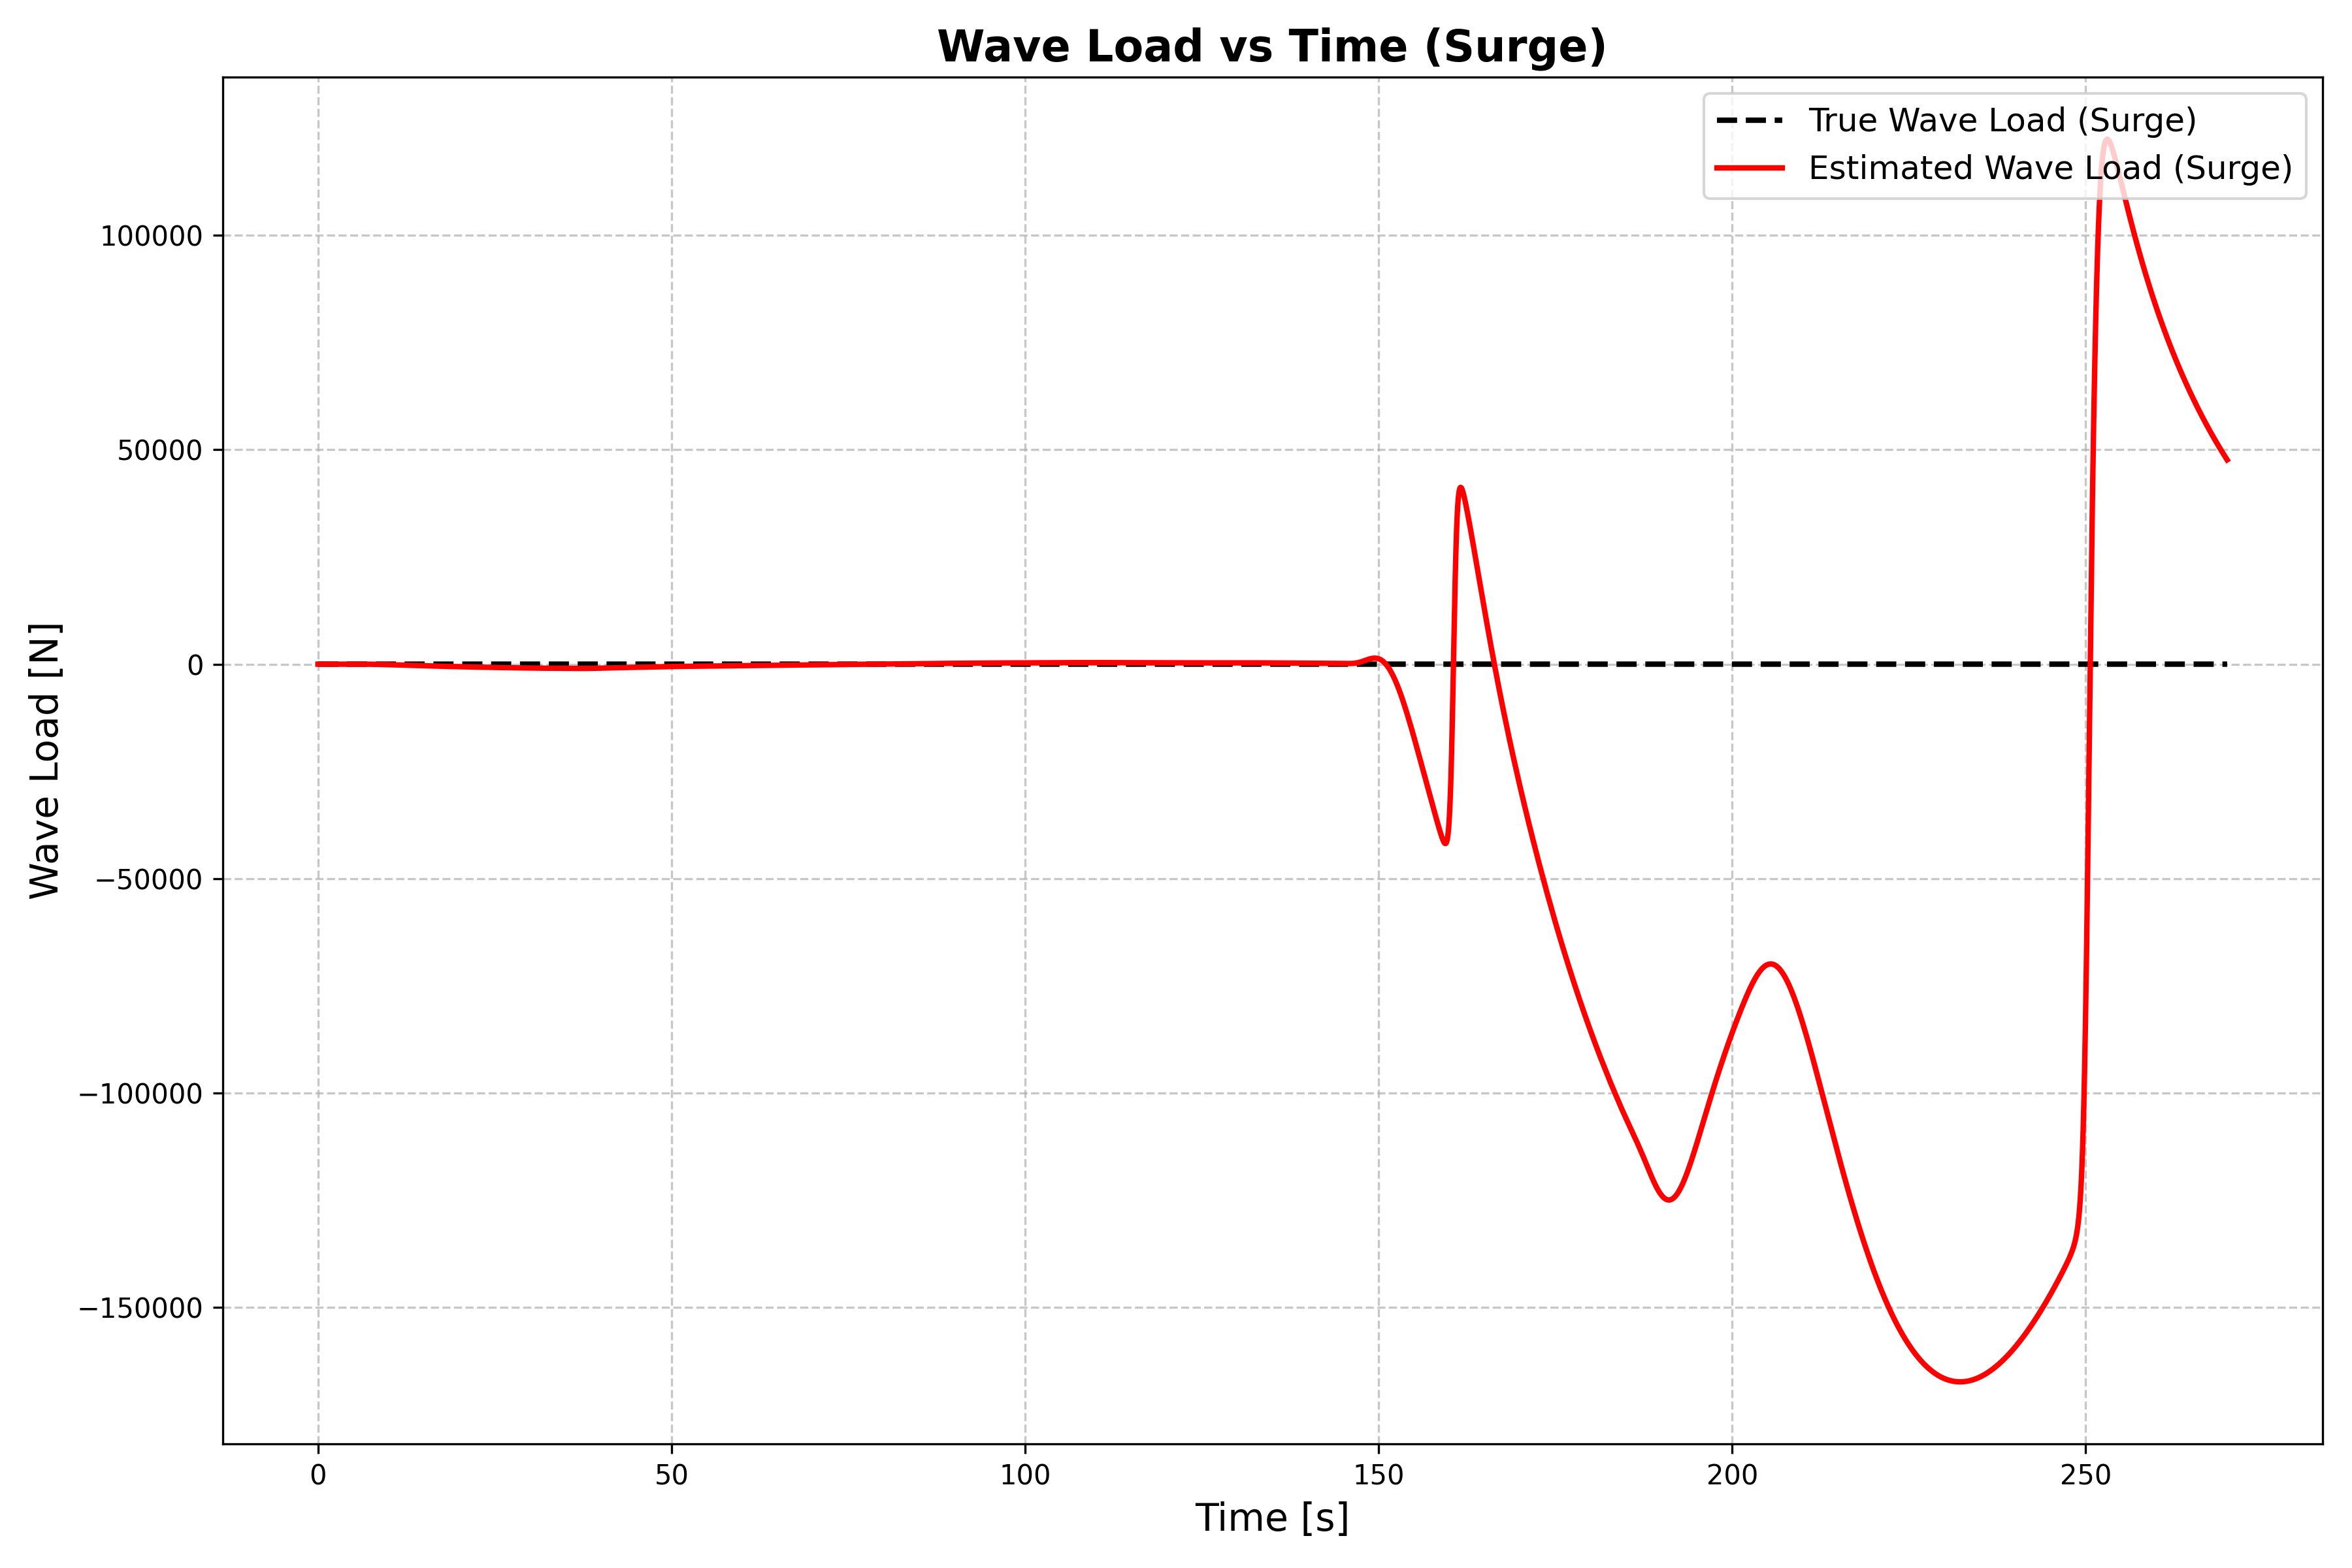 Wave Load vs Time (Surge)
True Wave Load (Surge)
Estimated Wave Load (Surge)
Wave Load [N]
100000
50000
0
−50000
−100000
−150000
0 50 100 150 200 250
Time [s]